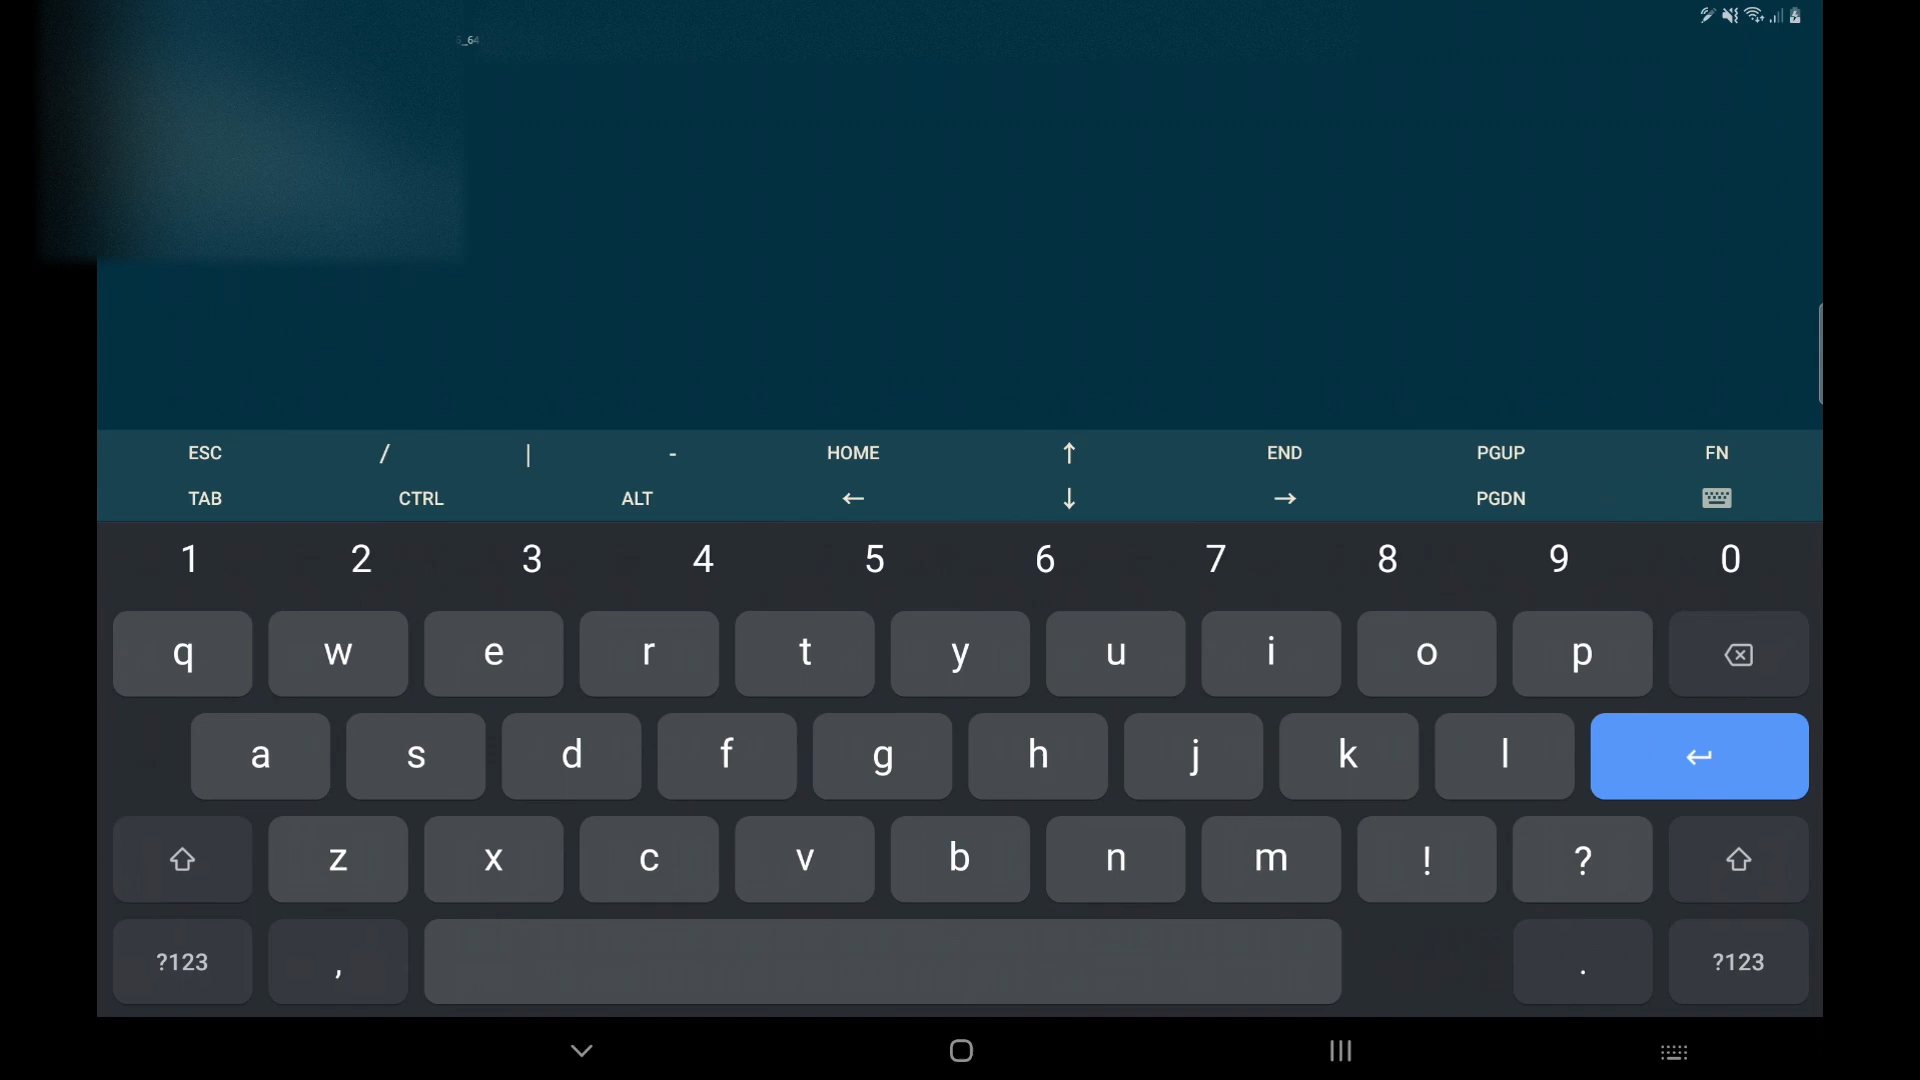 _64
ESC / | - HOME ↑ END PGUP FN
TAB CTRL ALT ← ↓ → PGDN
1 2 3 4 5 6 7 8 9 0
q w e r t y u i o p
a s d f g h j k l
z x c v b n m ! ?
?123 , . ?123